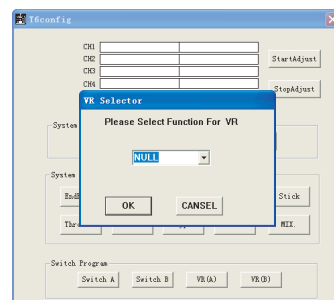 T6config
CH1
CH2
StartAdjust
CH3
CH4
StopAdjust
VR Selector
System
Please Select Function For VR
NULL
System
Stick
OK
CANSEL
MIX.
Switch Program
Switch A
Switch B
VR(A)
VR(B)